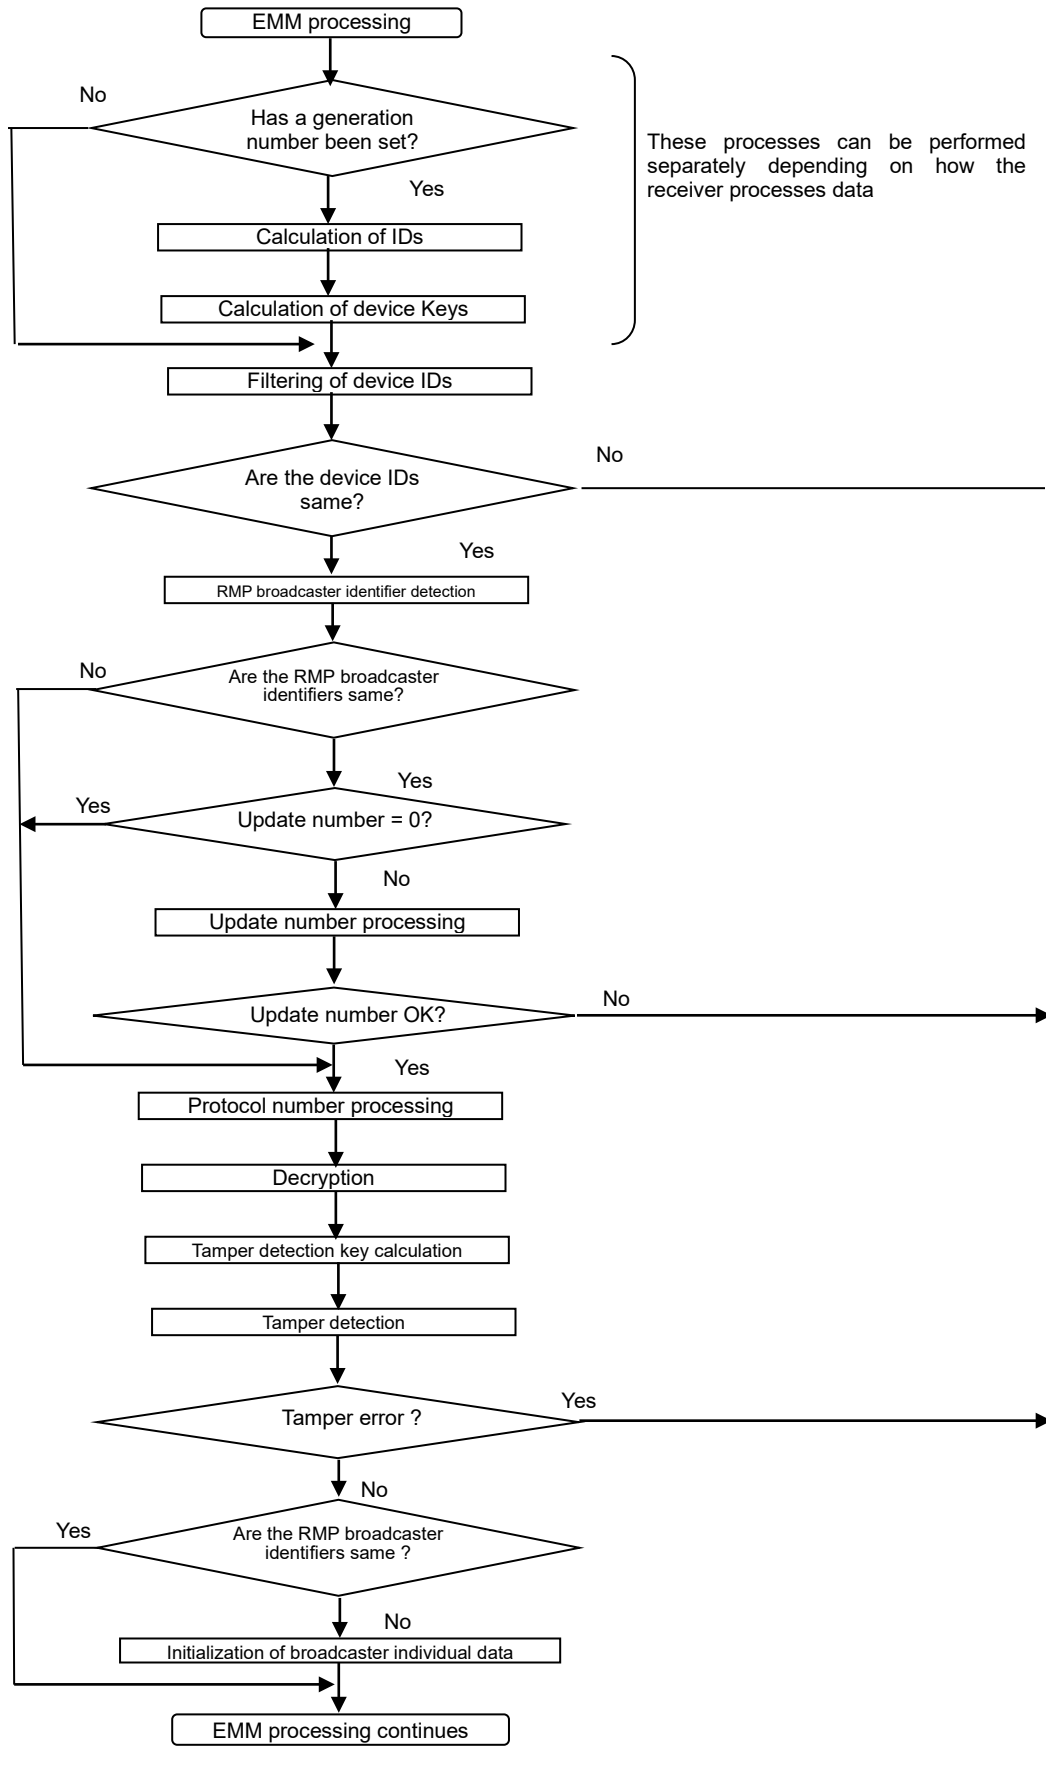 EMM processing
No
Has a generation
number been set?
These processes can be performed
separately depending on how the
receiver processes data
Yes
Calculation of IDs
Calculation of device Keys
Filtering of device IDs
No
Are the device IDs
same?
Yes
RMP broadcaster identifier detection
No
Are the RMP broadcaster
identifiers same?
Yes
Yes
Update number = 0?
No
Update number processing
No
Update number OK?
Yes
Protocol number processing
Decryption
Tamper detection key calculation
Tamper detection
Yes
Tamper error ?
No
Yes
Are the RMP broadcaster
identifiers same ?
No
Initialization of broadcaster individual data
EMM processing continues